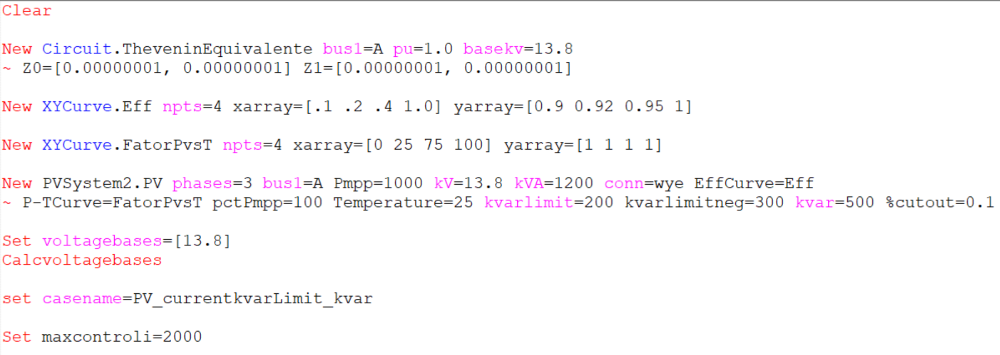 Clear
New Circuit.TheveninEquivalente bus1=A pu=1.0 basekv=13.8
~ Z0=[0.00000001, 0.00000001] Z1=[0.00000001, 0.00000001]
New XYCurve.Eff npts=4 xarray=[.1 .2 .4 1.0] yarray=[0.9 0.92 0.95 1]
New XYCurve.FatorPvsT npts=4 xarray=[0 25 75 100] yarray=[1 1 1 1]
New PVSystem2.PV phases=3 bus1=A Pmpp=1000 kV=13.8 kVA=1200 conn=wye EffCurve=Eff
~ P-TCurve=FatorPvsT pctPmpp=100 Temperature=25 kvarlimit=200 kvarlimitneg=300 kvar=500 %cutout=0.1
Set voltagebases=[13.8]
Calcvoltagebases
set casename=PV_currentkvarLimit_kvar
Set maxcontroli=2000